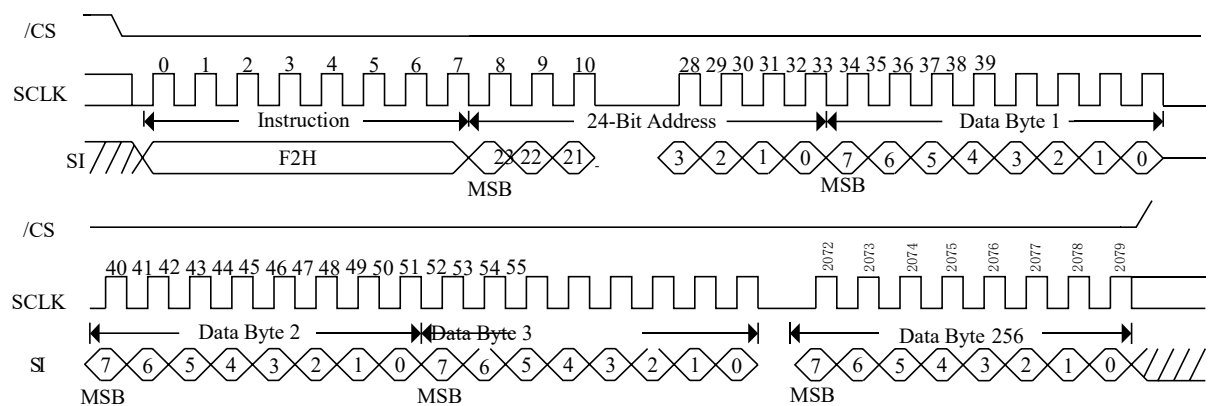 /CS
0 1 2 3 4 5 6 7 8 9 10 28 29 30 31 32 33 34 35 36 37 38 39
SCLK
Instruction 24-Bit Address Data Byte 1
SI F2H 23 22 21 3 2 1 0 7 6 5 4 3 2 1 0
MSB MSB
/CS
40 41 42 43 44 45 46 47 48 49 50 51 52 53 54 55 2072 2073 2074 2075 2076 2077 2078 2079
SCLK
Data Byte 2 Data Byte 3 Data Byte 256
SI 7 6 5 4 3 2 1 0 7 6 5 4 3 2 1 0 7 6 5 4 3 2 1 0
MSB MSB MSB